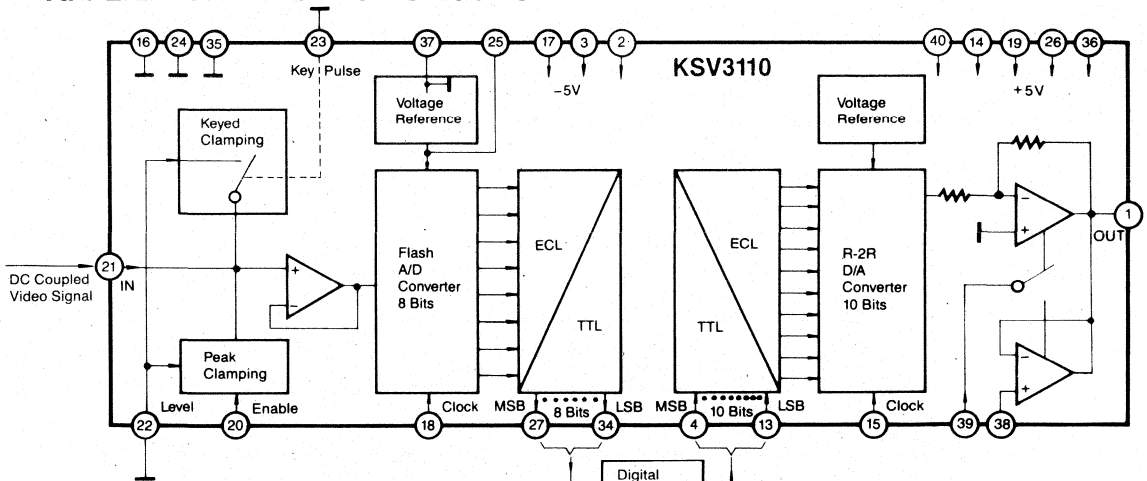 16 24 35 23 37 25 17 3 2 40 14 19 26 36
Key Pulse
-5V
KSV3110
+5V
Keyed
Clamping
Voltage
Reference
Voltage
Reference
ECL
TTL
ECL
TTL
Flash
A/D
Converter
8 Bits
R-2R
D/A
Converter
10 Bits
+
-
-
+
-
+
1
OUT
21
IN
DC Coupled
Video Signal
Peak
Clamping
Level
Enable
Clock
MSB
8 Bits
LSB
MSB
10 Bits
LSB
Clock
22 20 18 27 34 4 13 15 39 38
Digital